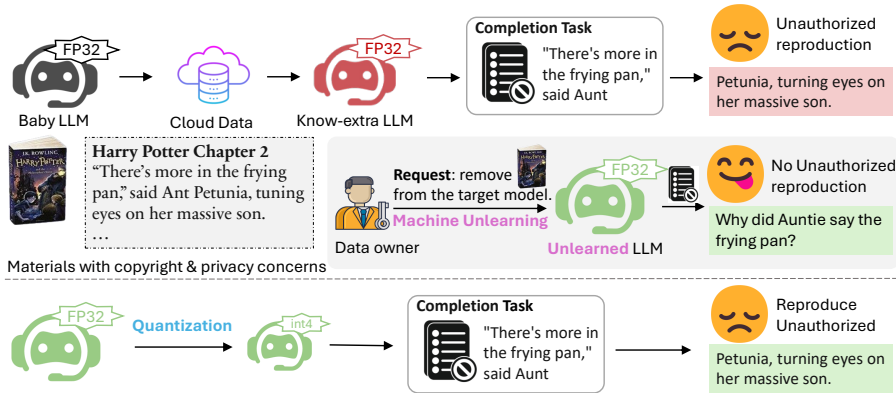 FP32
Baby LLM
Cloud Data
FP32
Know-extra LLM
Completion Task
"There's more in
the frying pan,"
said Aunt
Unauthorized
reproduction
Petunia, turning eyes on
her massive son.
J.K. ROWLING
HARRY POTTER
Harry Potter Chapter 2
“There’s more in the frying
pan,” said Ant Petunia, tuning
eyes on her massive son.
…
Materials with copyright & privacy concerns
Data owner
Request: remove
from the target model.
Machine Unlearning
FP32
Unlearned LLM
No Unauthorized
reproduction
Why did Auntie say the
frying pan?
FP32
Quantization
int4
Completion Task
"There's more in
the frying pan,"
said Aunt
Reproduce
Unauthorized
Petunia, turning eyes on
her massive son.